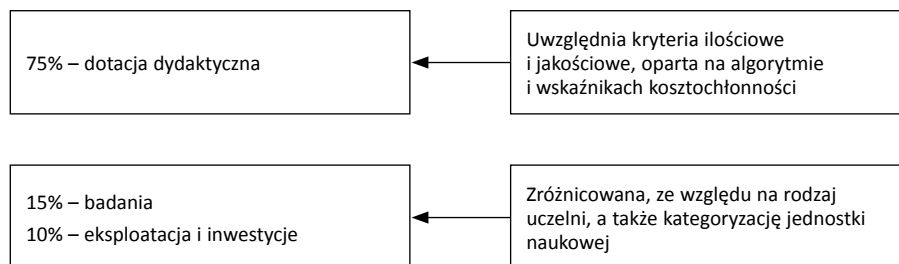 75% – dotacja dydaktyczna
Uwzględnia kryteria ilościowe
i jakościowe, oparta na algorytmie
i wskaźnikach kosztochłonności
15% – badania
10% – eksploatacja i inwestycje
Zróżnicowana, ze względu na rodzaj
uczelni, a także kategoryzację jednostki
naukowej